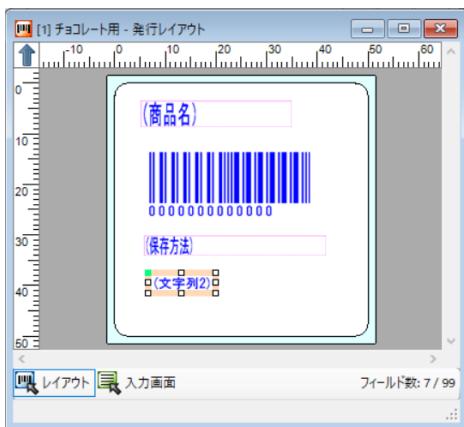 [1] チョコレート用 - 発行レイアウト
-10 0 10 20 30 40 50 60
0
(商品名)
10
20
0000000000000
30
(保存方法)
(文字列2)
40
50
レイアウト 入力画面 フィールド数: 7 / 99